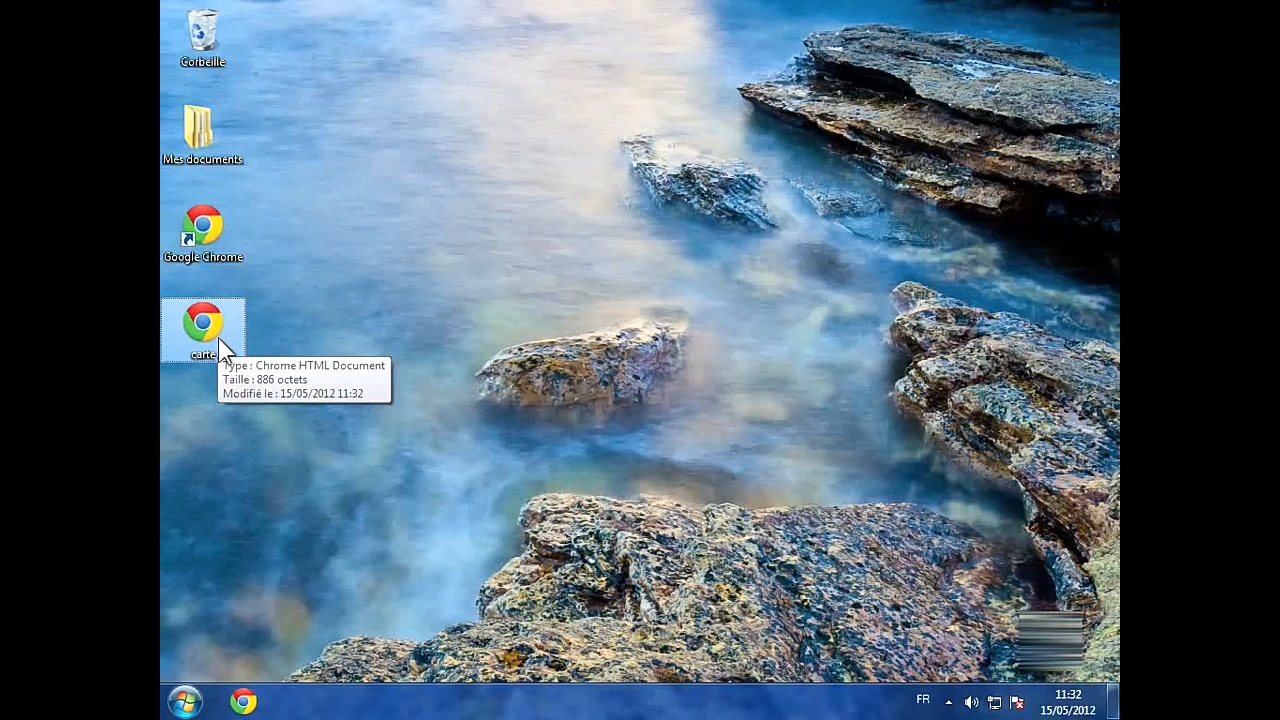 Corbeille
Mes documents
Google Chrome
carte
Type : Chrome HTML Document
Taille : 886 octets
Modifié le : 15/05/2012 11:32
FR
11:32
15/05/2012